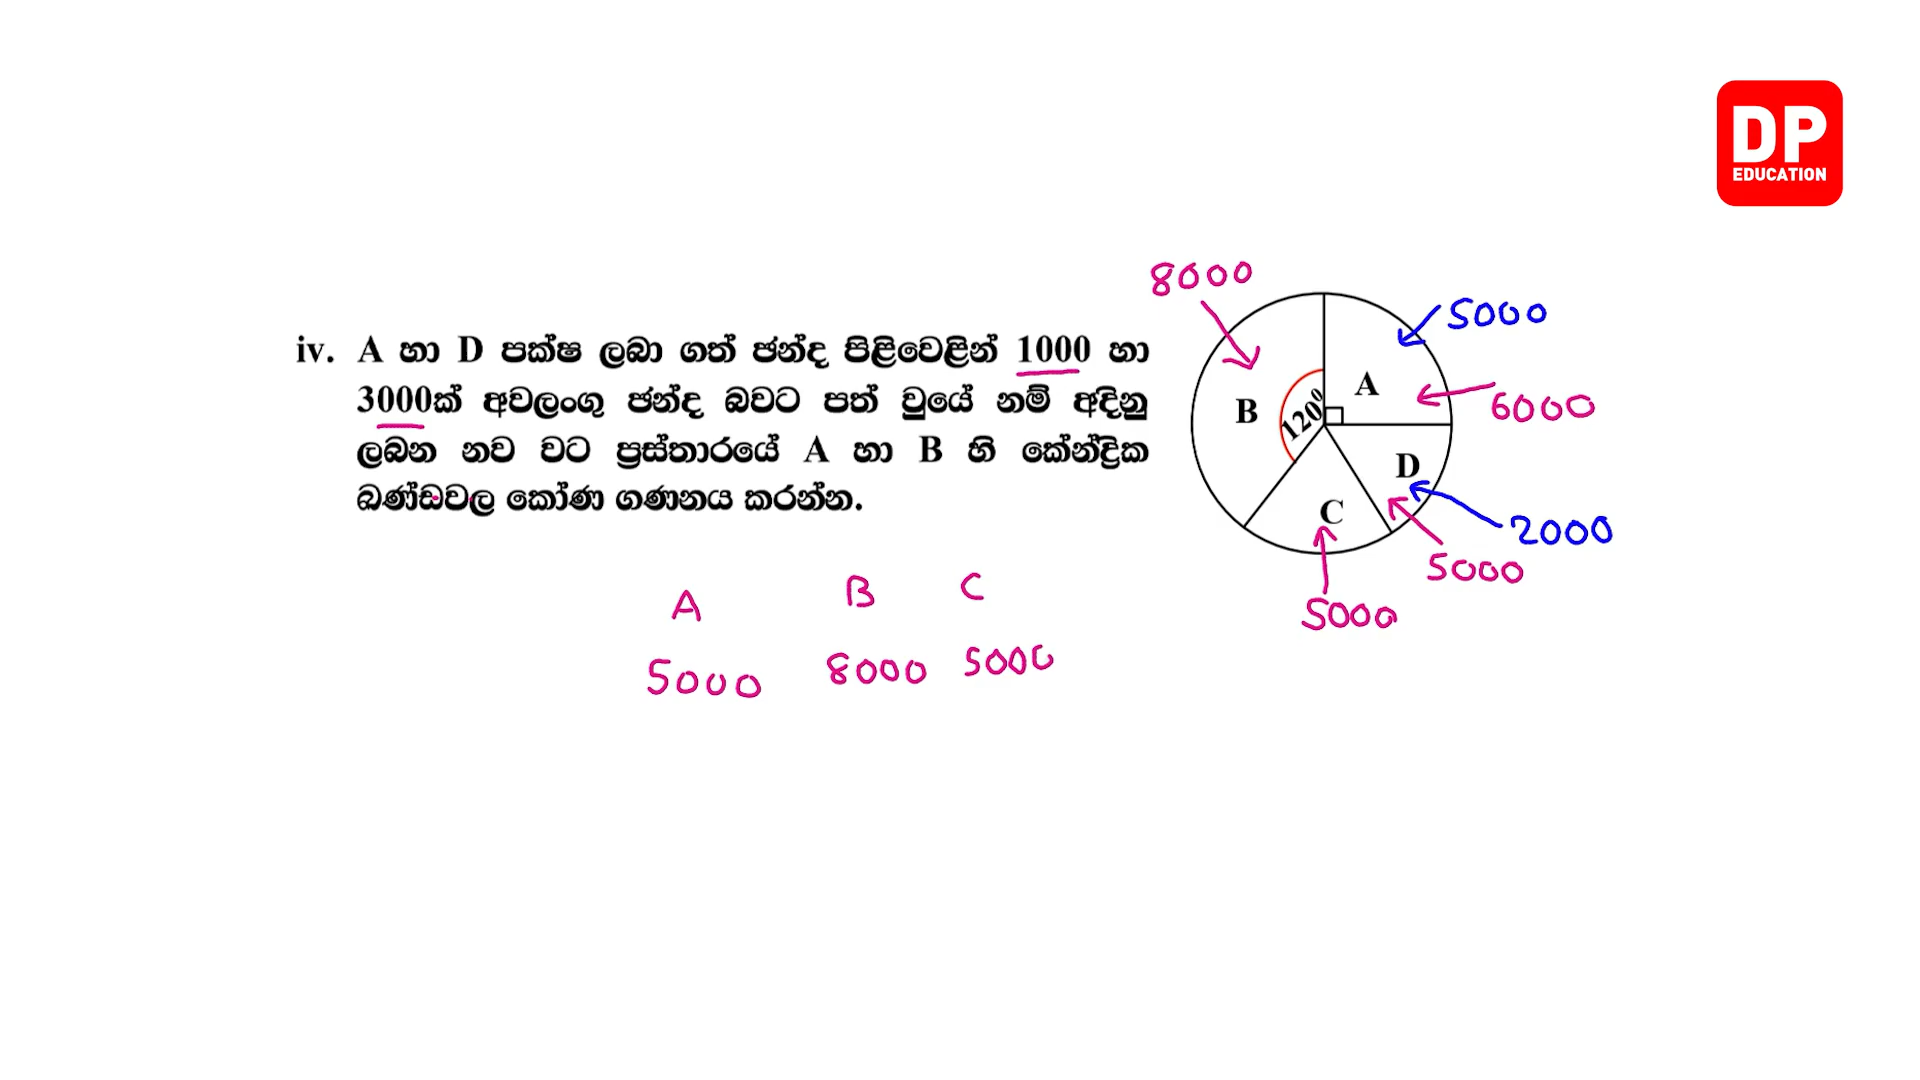 DP
EDUCATION
iv. A හා D පක්ෂ ලබා ගත් ඡන්ද පිළිවෙළින් 1000 හා
3000ක් අවලංගු ඡන්ද බවට පත් වුයේ නම් අදිනු
ලබන නව වට ප්‍රස්තාරයේ A හා B හි කේන්ද්‍රික
ඛණ්ඩවල කෝණ ගණනය කරන්න.
8000
5000
A
6000
B
120⁰
D
C
2000
5000
5000
A B C
5000 8000 5000